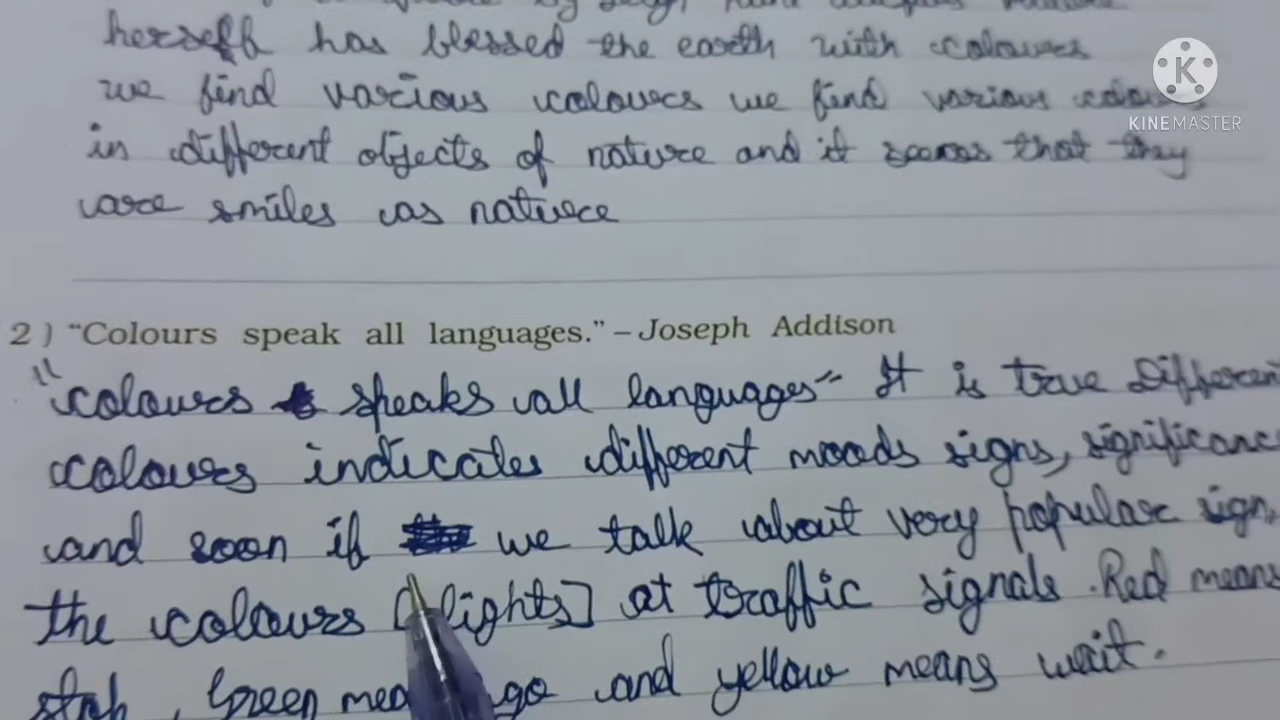 herself has blessed the earth with colours
we find various colours we find various colours
in different objects of nature and it seems that they
are smiles as nature
2) “Colours speak all languages.” – Joseph Addison
"colours speaks all languages" It is true Different
colours indicates different moods signs, significance
and soon if we talk about very popular sign,
the colours [lights] at traffic signals. Red means
stop, Green go and yellow means wait.
K
KINEMASTER